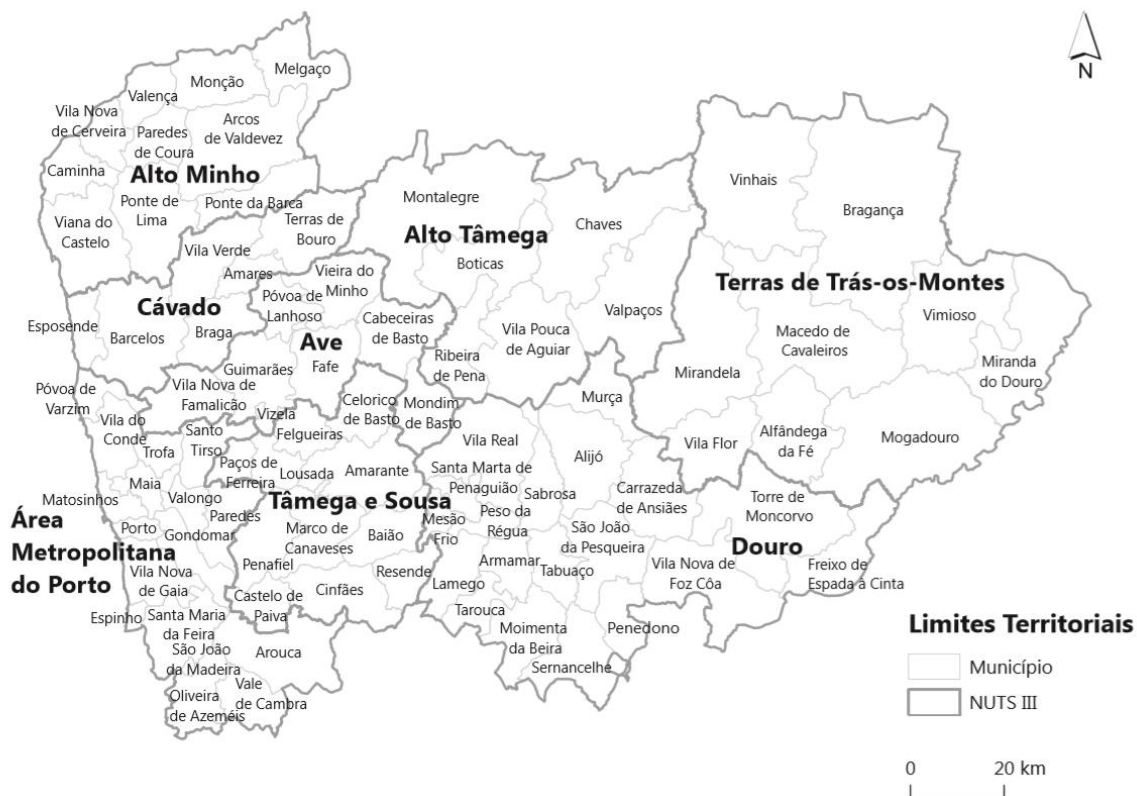 N
Melgaço
Monção
Valença
Vila Nova
de Cerveira
Arcos
de Valdevez
Paredes
de Coura
Caminha
Alto Minho
Ponte de
Lima
Ponte da Barca
Viana do
Castelo
Terras de
Bouro
Vila Verde
Amares
Cávado
Esposende
Barcelos
Braga
Vieira do
Minho
Póvoa de
Lanhoso
Cabeceiras
de Basto
Ave
Fafe
Guimarães
Vila Nova de
Famalicão
Vizela
Montalegre
Chaves
Alto Tâmega
Boticas
Valpaços
Vila Pouca
de Aguiar
Ribeira
de Pena
Vinhais
Bragança
Terras de Trás-os-Montes
Vimioso
Macedo de
Cavaleiros
Miranda
do Douro
Mirandela
Vila Flor
Alfândega
da Fé
Mogadouro
Póvoa de
Varzim
Vila do
Conde
Santo
Tirso
Trofa
Maia
Matosinhos
Valongo
Paredes
Porto
Gondomar
Área
Metropolitana
do Porto
Vila Nova
de Gaia
Espinho
Santa Maria
da Feira
São João
da Madeira
Arouca
Oliveira
de Azeméis
Vale
de Cambra
Celorico
de Basto
Felgueiras
Paços de
Ferreira
Lousada
Amarante
Tâmega e Sousa
Marco de
Canaveses
Baião
Penafiel
Resende
Cinfães
Castelo de
Paiva
Mondim
de Basto
Murça
Vila Real
Alijó
Santa Marta de
Penaguião
Sabrosa
Carrazeda
de Ansiães
Torre de
Moncorvo
Mesão
Frio
Peso da
Régua
São João
da Pesqueira
Douro
Armamar
Tabuaço
Vila Nova de
Foz Côa
Freixo de
Espada à Cinta
Lamego
Tarouca
Moimenta
da Beira
Penedono
Sernancelhe
Limites Territoriais
Município
NUTS III
0 20 km